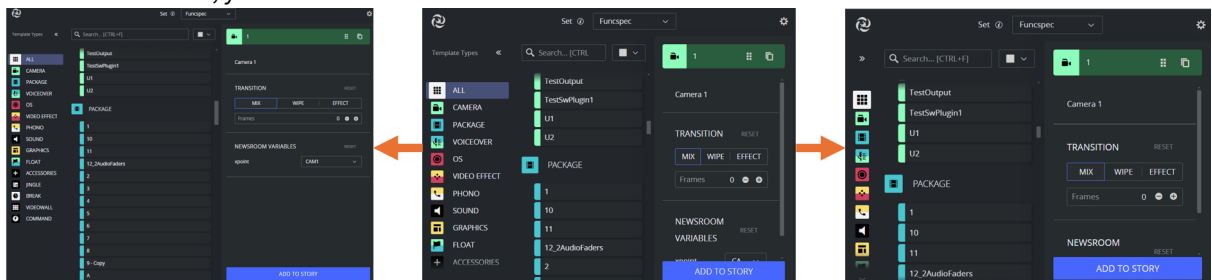 Set Funcspec
Template Types « Search... [CTRL+F]
1
ALL
CAMERA
PACKAGE
VOICEOVER
OS
VIDEO EFFECT
PHONO
SOUND
GRAPHICS
FLOAT
ACCESSORIES
JINGLE
BREAK
VIDEOWALL
COMMAND
TestOutput
TestSwPlugin1
U1
U2
PACKAGE
1
10
11
12_2AudioFaders
2
3
4
5
6
7
8
9 - Copy
A
Camera 1
TRANSITION RESET
MIX WIPE EFFECT
Frames 0
NEWSROOM VARIABLES RESET
xpoint CAM1
ADD TO STORY
Set Funcspec
Template Types « Search... [CTRL
1
ALL
CAMERA
PACKAGE
VOICEOVER
OS
VIDEO EFFECT
PHONO
SOUND
GRAPHICS
FLOAT
ACCESSORIES
TestOutput
TestSwPlugin1
U1
U2
PACKAGE
1
10
11
12_2AudioFaders
2
Camera 1
TRANSITION RESET
MIX WIPE EFFECT
Frames 0
NEWSROOM
VARIABLES RESET
xpoint CA
ADD TO STORY
Set Funcspec
» Search... [CTRL+F]
1
TestOutput
TestSwPlugin1
U1
U2
PACKAGE
1
10
11
12_2AudioFaders
Camera 1
TRANSITION RESET
MIX WIPE EFFECT
Frames 0
NEWSROOM
RESET
ADD TO STORY